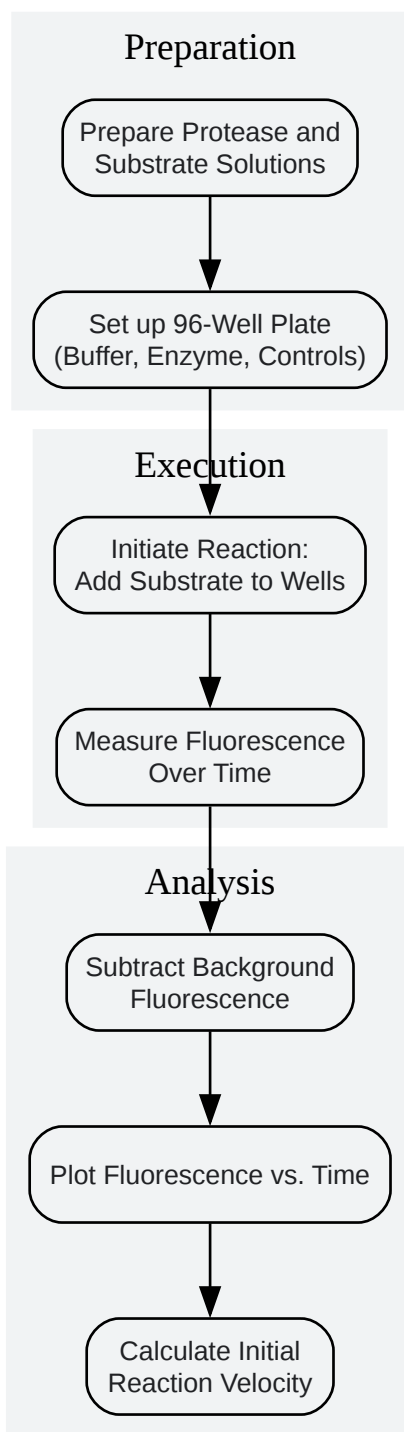 Preparation
Prepare Protease and
Substrate Solutions
Set up 96-Well Plate
(Buffer, Enzyme, Controls)
Execution
Initiate Reaction:
Add Substrate to Wells
Measure Fluorescence
Over Time
Analysis
Subtract Background
Fluorescence
Plot Fluorescence vs. Time
Calculate Initial
Reaction Velocity